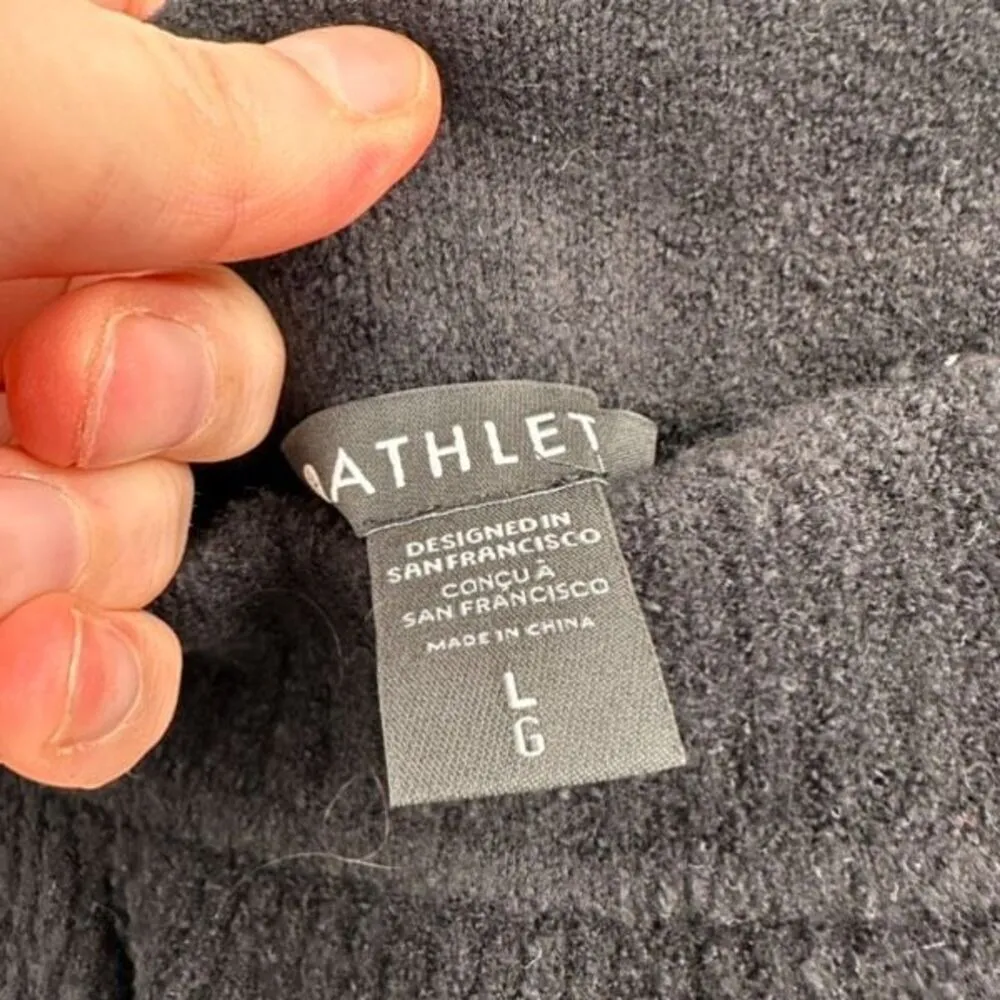 ATHLET
DESIGNED IN
SAN FRANCISCO
CONÇU À
SAN FRANCISCO
MADE IN CHINA
L
G